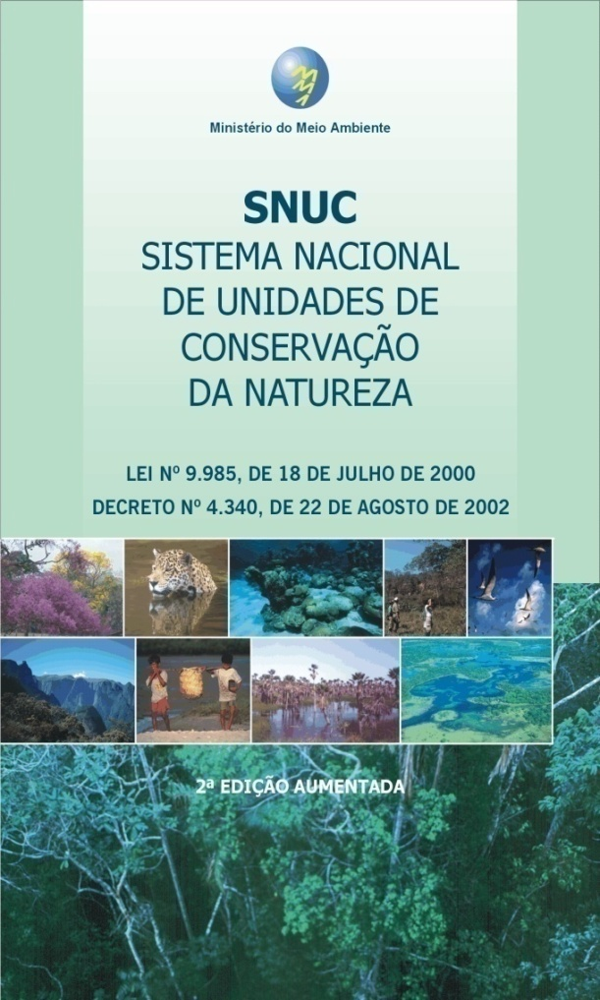 MMA
Ministério do Meio Ambiente
SNUC
SISTEMA NACIONAL
DE UNIDADES DE
CONSERVAÇÃO
DA NATUREZA
LEI Nº 9.985, DE 18 DE JULHO DE 2000
DECRETO Nº 4.340, DE 22 DE AGOSTO DE 2002
2ª EDIÇÃO AUMENTADA